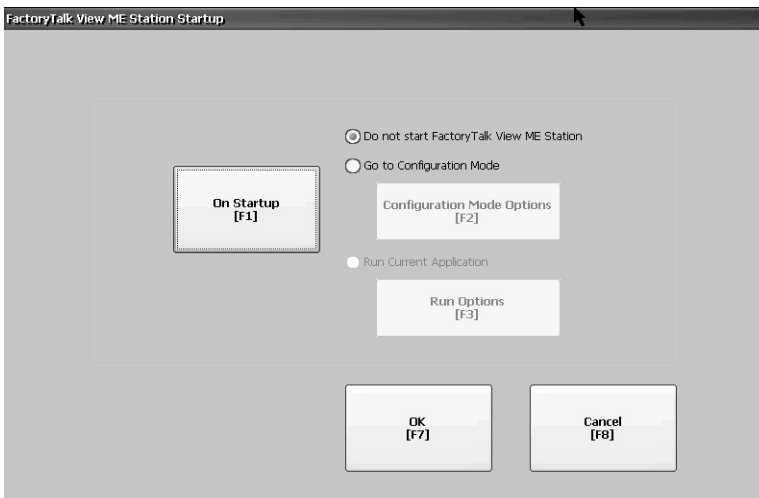 FactoryTalk View ME Station Startup
Do not start FactoryTalk View ME Station
Go to Configuration Mode
On Startup
[F1]
Configuration Mode Options
[F2]
Run Current Application
Run Options
[F3]
OK
[F7]
Cancel
[F8]